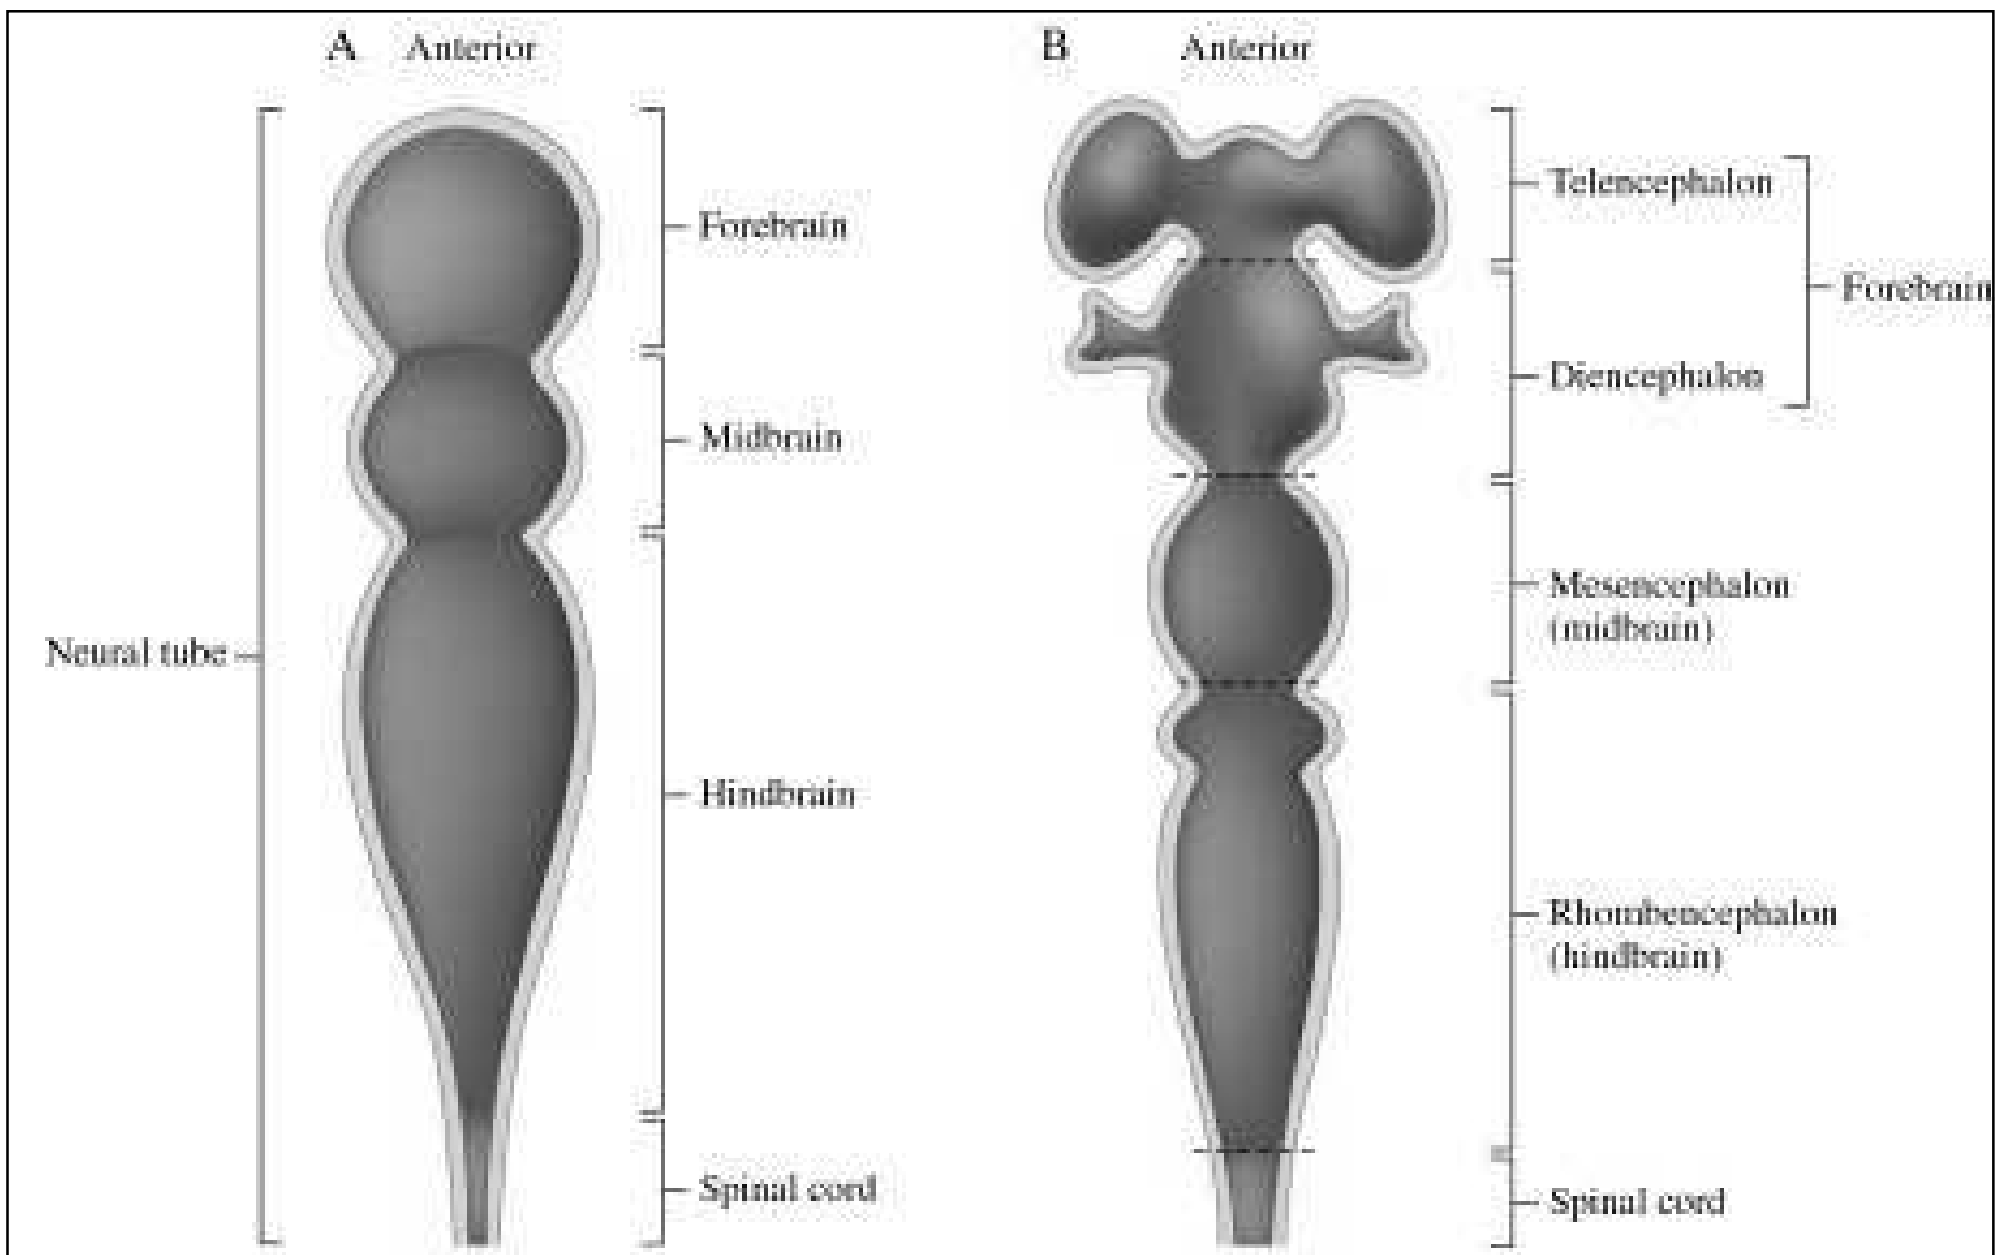 A Anterior
Forebrain
Midbrain
Neural tube
Hindbrain
Spinal cord
B Anterior
Telencephalon
Forebrain
Diencephalon
Mesencephalon
(midbrain)
Rhombencephalon
(hindbrain)
Spinal cord